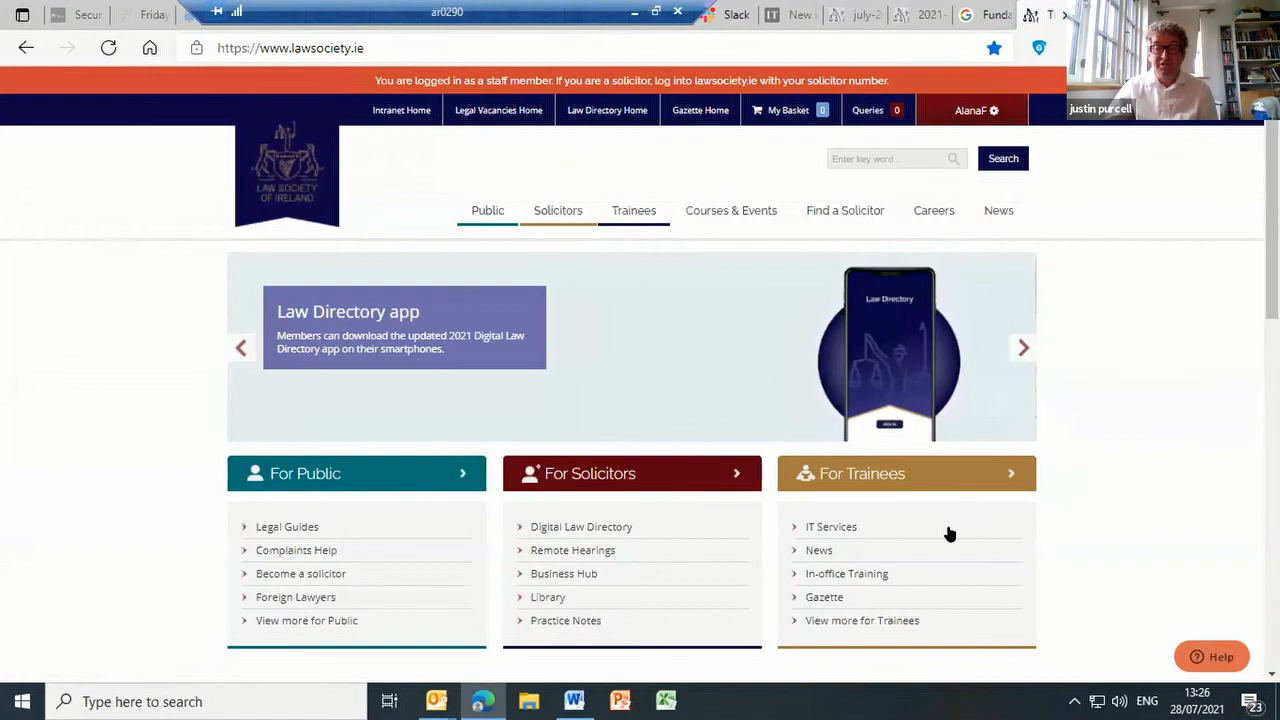 Secu
Friday
ar0290
Slack
New
july-2
2021-
Funda
T
https://www.lawsociety.ie
justin purcell
You are logged in as a staff member. If you are a solicitor, log into lawsociety.ie with your solicitor number.
Intranet Home
Legal Vacancies Home
Law Directory Home
Gazette Home
My Basket 0
Queries 0
AlanaF
LAW SOCIETY
OF IRELAND
Enter key word...
Search
Public
Solicitors
Trainees
Courses & Events
Find a Solicitor
Careers
News
Law Directory app
Members can download the updated 2021 Digital Law
Directory app on their smartphones.
Law Directory
For Public
Legal Guides
Complaints Help
Become a solicitor
Foreign Lawyers
View more for Public
For Solicitors
Digital Law Directory
Remote Hearings
Business Hub
Library
Practice Notes
For Trainees
IT Services
News
In-office Training
Gazette
View more for Trainees
Help
Type here to search
ENG
13:26
28/07/2021
23